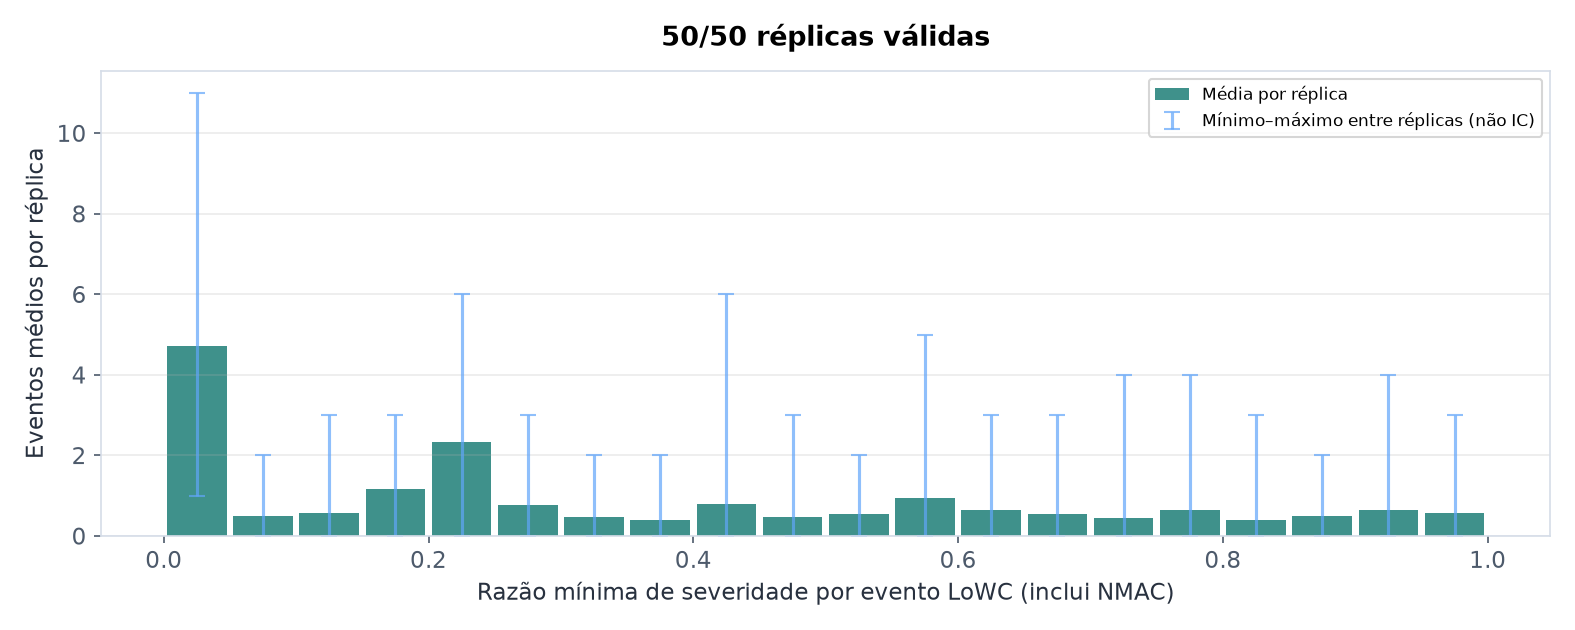 50/50 réplicas válidas
Média por réplica
Mínimo–máximo entre réplicas (não IC)
Eventos médios por réplica
10
8
6
4
2
0
0.0 0.2 0.4 0.6 0.8 1.0
Razão mínima de severidade por evento LoWC (inclui NMAC)